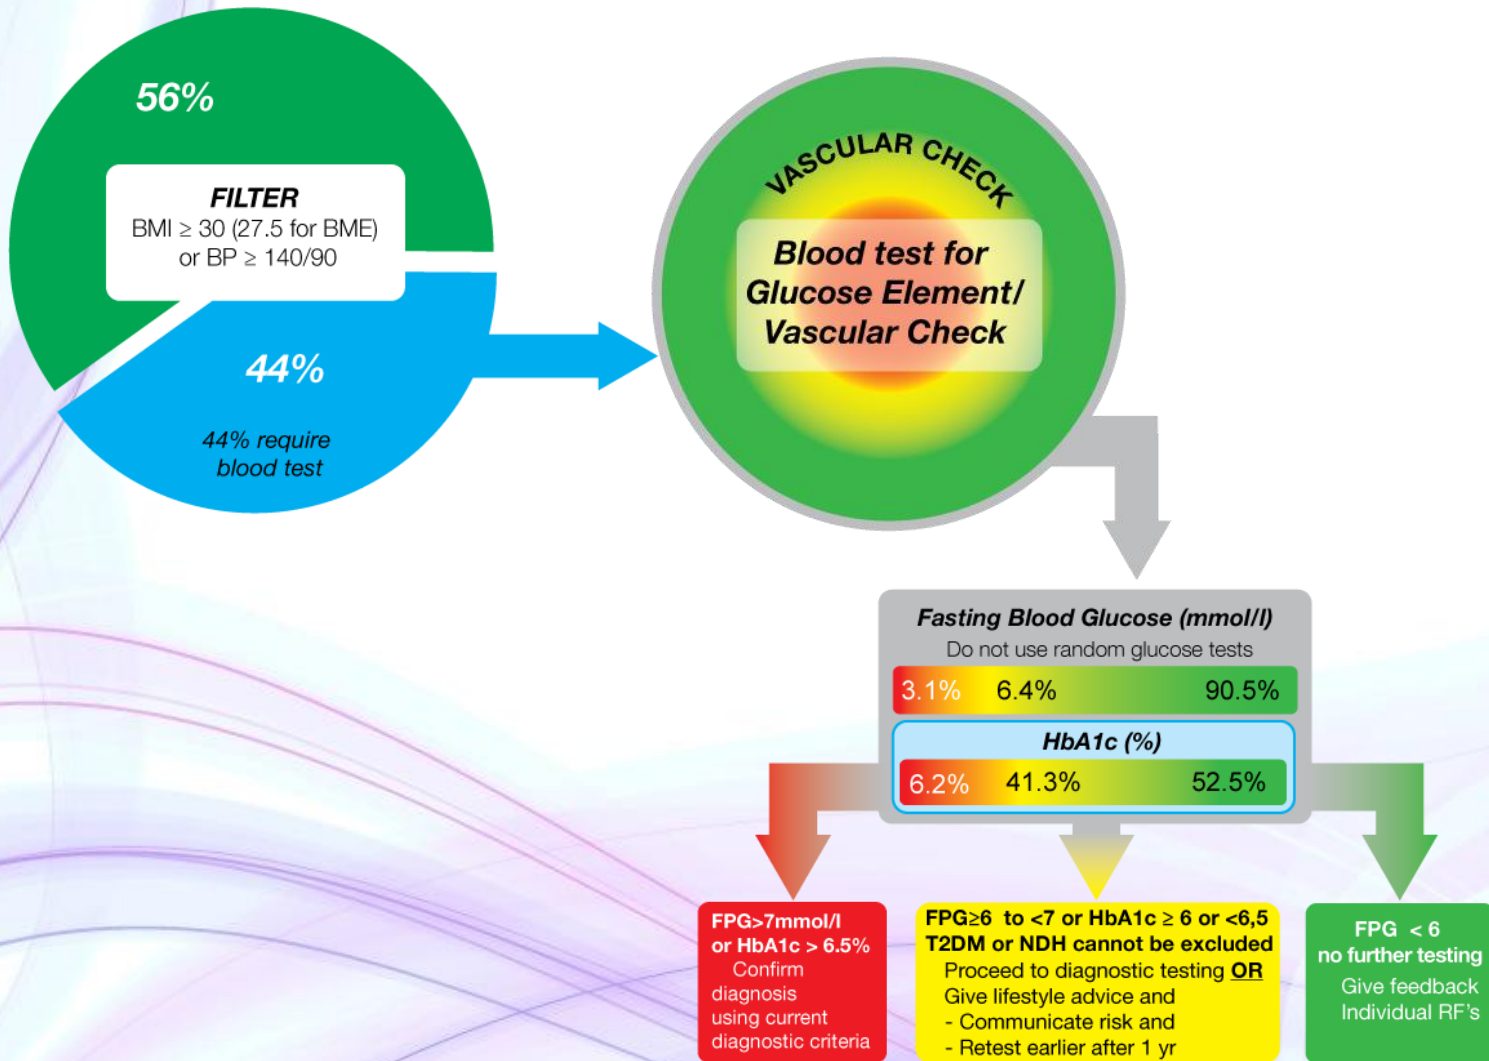 56%
FILTER
BMI ≥ 30 (27.5 for BME)
or BP ≥ 140/90
44%
44% require
blood test
VASCULAR CHECK
Blood test for
Glucose Element/
Vascular Check
Fasting Blood Glucose (mmol/l)
Do not use random glucose tests
3.1% 6.4% 90.5%
HbA1c (%)
6.2% 41.3% 52.5%
FPG>7mmol/l
or HbA1c > 6.5%
Confirm
diagnosis
using current
diagnostic criteria
FPG≥6 to <7 or HbA1c ≥ 6 or <6,5
T2DM or NDH cannot be excluded
Proceed to diagnostic testing OR
Give lifestyle advice and
- Communicate risk and
- Retest earlier after 1 yr
FPG < 6
no further testing
Give feedback
Individual RF's